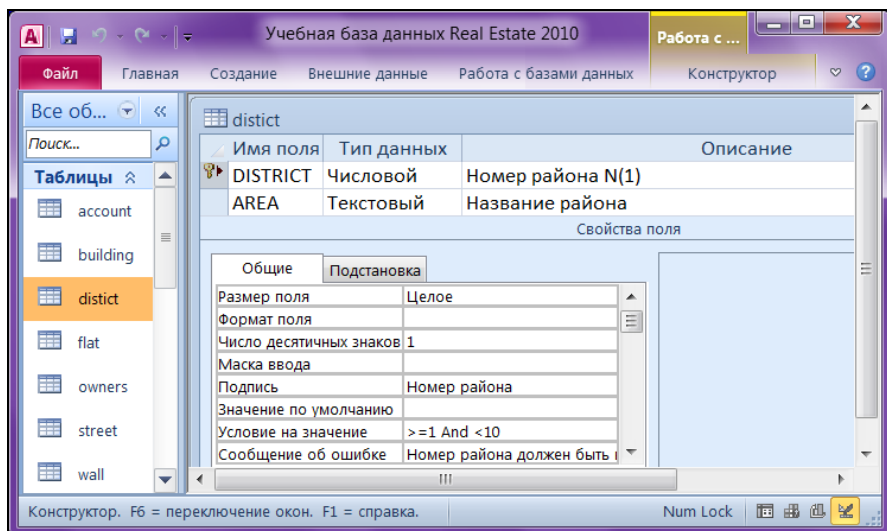 Учебная база данных Real Estate 2010
Работа с ...
Файл Главная Создание Внешние данные Работа с базами данных Конструктор
Все об...
Поиск...
Таблицы
account
building
distict
flat
owners
street
wall
distict
Имя поля Тип данных Описание
DISTRICT Числовой Номер района N(1)
AREA Текстовый Название района
Свойства поля
Общие Подстановка
Размер поля Целое
Формат поля
Число десятичных знаков 1
Маска ввода
Подпись Номер района
Значение по умолчанию
Условие на значение >=1 And <10
Сообщение об ошибке Номер района должен быть
Конструктор. F6 = переключение окон. F1 = справка. Num Lock